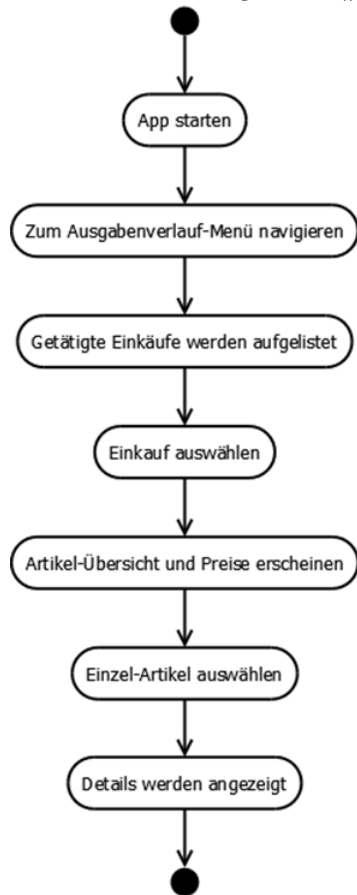 App starten
Zum Ausgabenverlauf-Menü navigieren
Getätigte Einkäufe werden aufgelistet
Einkauf auswählen
Artikel-Übersicht und Preise erscheinen
Einzel-Artikel auswählen
Details werden angezeigt